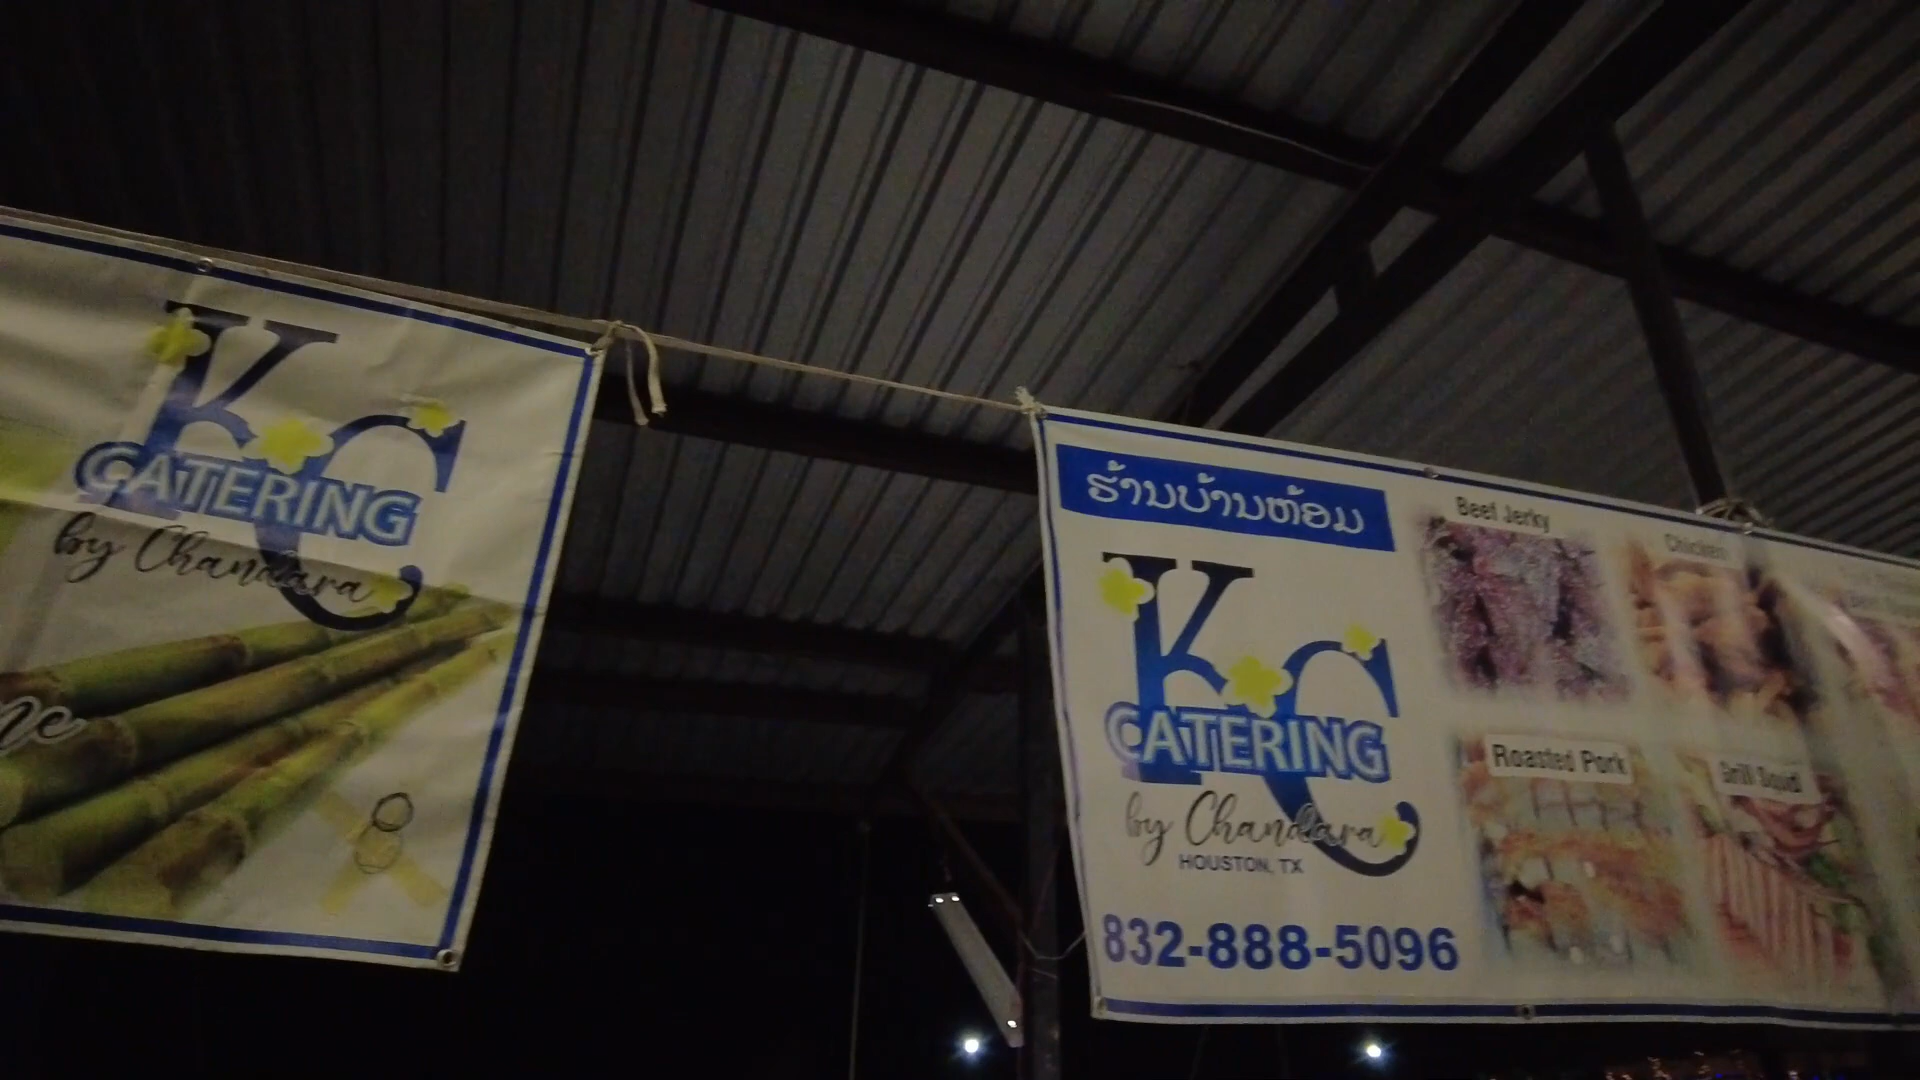 KC
CATERING
by Chandara
ne
ຮ້ານບ້ານຫ້ອມ
KC
CATERING
by Chandara
HOUSTON, TX
832-888-5096
Beef Jerky
Chicken
Roasted Pork
Grill Squid